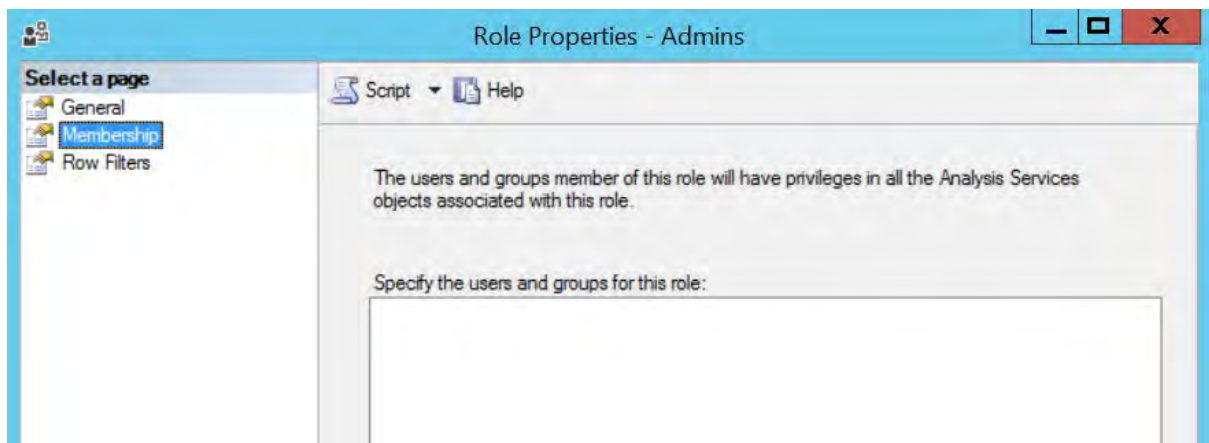 Role Properties - Admins
X
Select a page
General
Membership
Row Filters
Script Help
The users and groups member of this role will have privileges in all the Analysis Services
objects associated with this role.
Specify the users and groups for this role: